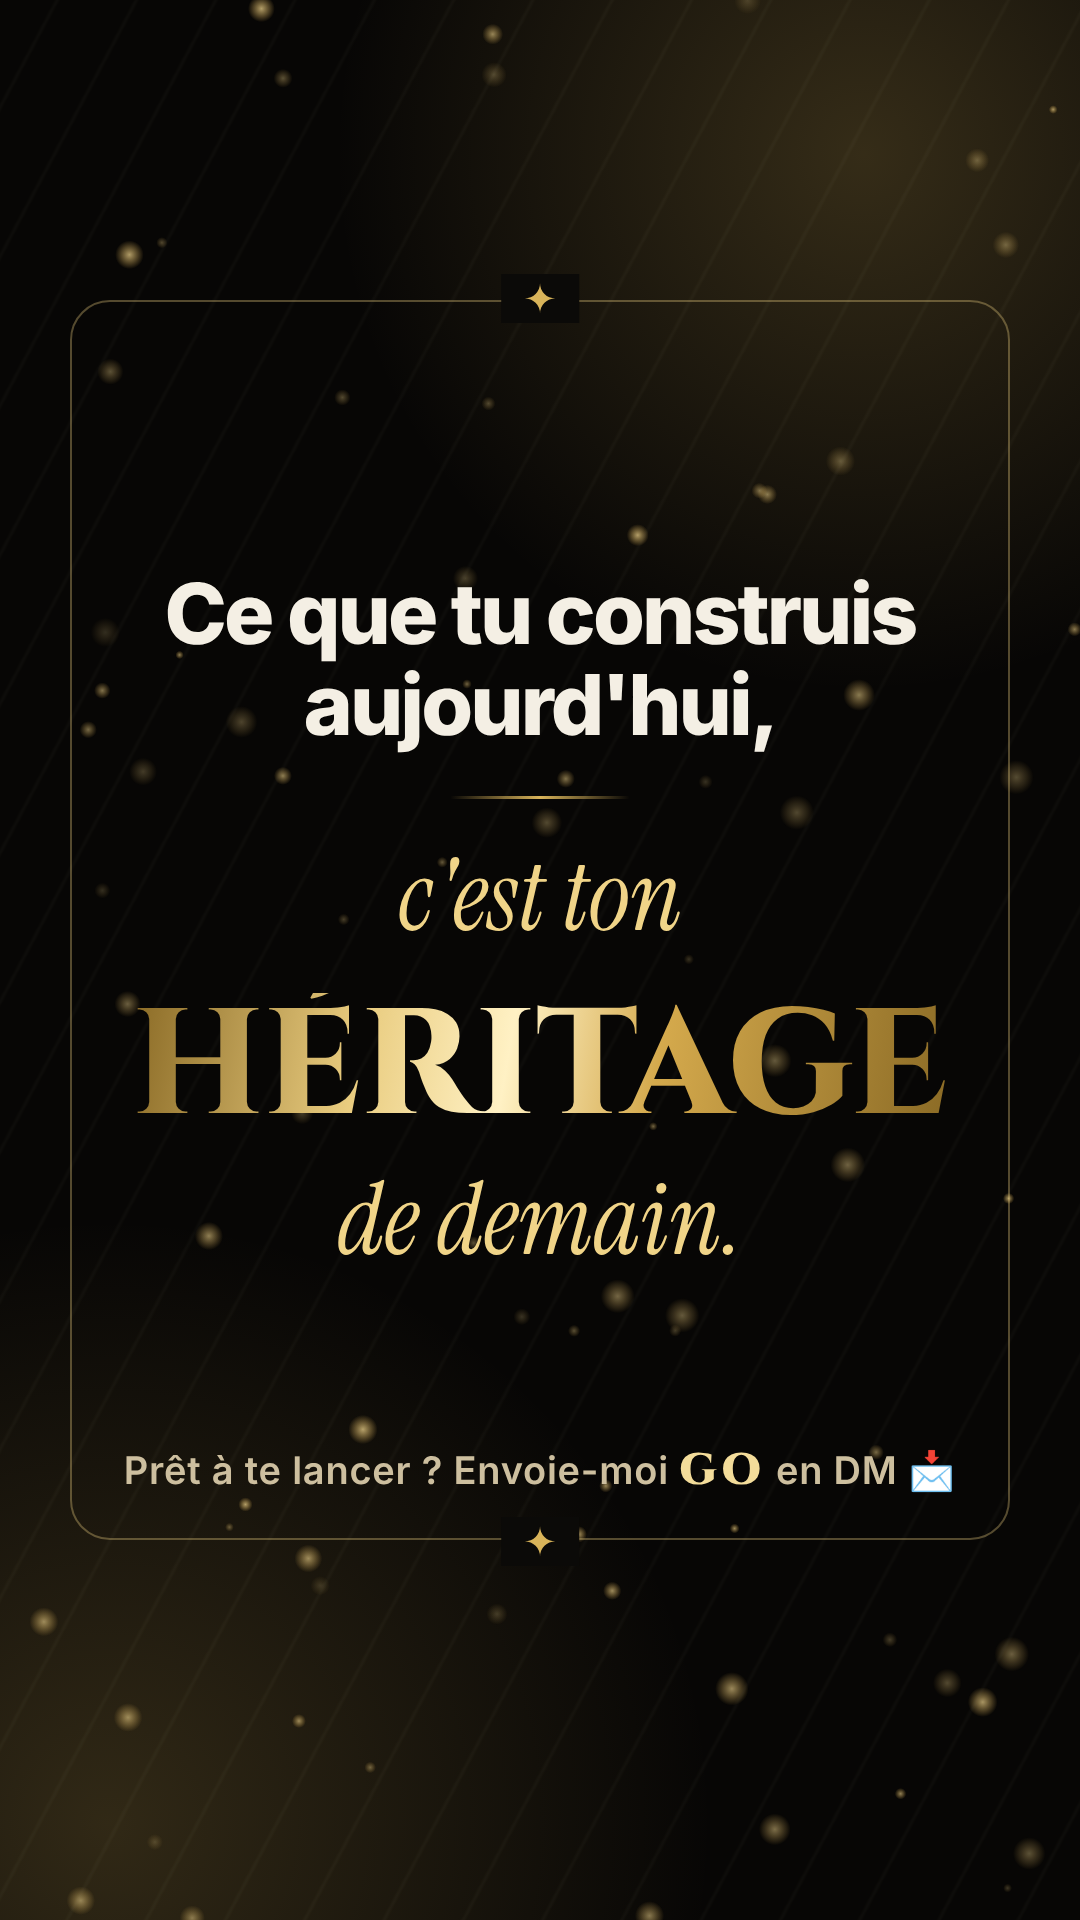 Ce que tu construis
aujourd'hui,
c'est ton
HÉRITAGE
de demain.
Prêt à te lancer ? Envoie-moi GO en DM 📩